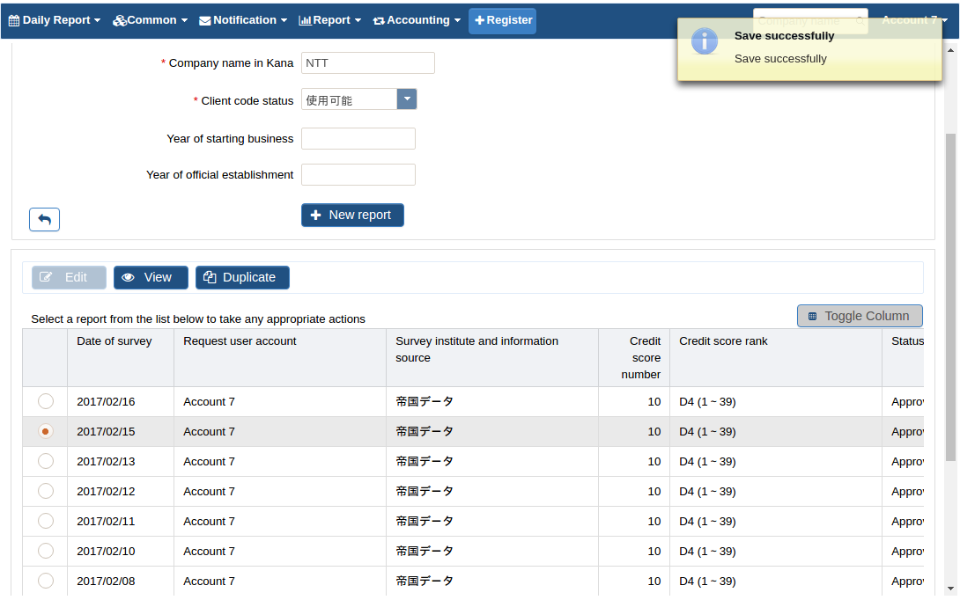 Daily Report Common Notification Report Accounting Register Company name Account 7
Save successfully
Save successfully
* Company name in Kana NTT
* Client code status 使用可能
Year of starting business
Year of official establishment
New report
Edit View Duplicate
Select a report from the list below to take any appropriate actions
Toggle Column
Date of survey Request user account Survey institute and information source Credit score number Credit score rank Status
2017/02/16 Account 7 帝国データ 10 D4 (1 ~ 39) Appro
2017/02/15 Account 7 帝国データ 10 D4 (1 ~ 39) Appro
2017/02/13 Account 7 帝国データ 10 D4 (1 ~ 39) Appro
2017/02/12 Account 7 帝国データ 10 D4 (1 ~ 39) Appro
2017/02/11 Account 7 帝国データ 10 D4 (1 ~ 39) Appro
2017/02/10 Account 7 帝国データ 10 D4 (1 ~ 39) Appro
2017/02/08 Account 7 帝国データ 10 D4 (1 ~ 39) Appro